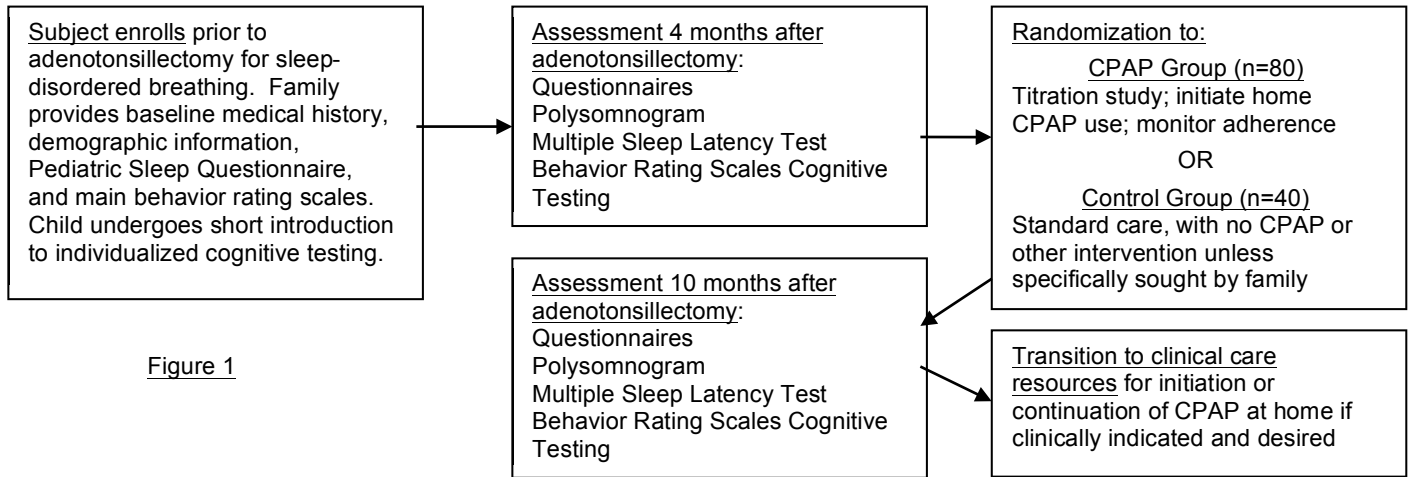 Subject enrolls prior to
adenotonsillectomy for sleep-
disordered breathing.  Family
provides baseline medical history,
demographic information,
Pediatric Sleep Questionnaire,
and main behavior rating scales.
Child undergoes short introduction
to individualized cognitive testing.
Assessment 4 months after
adenotonsillectomy:
Questionnaires
Polysomnogram
Multiple Sleep Latency Test
Behavior Rating Scales Cognitive
Testing
Randomization to:
CPAP Group (n=80)
Titration study; initiate home
CPAP use; monitor adherence
OR
Control Group (n=40)
Standard care, with no CPAP or
other intervention unless
specifically sought by family
Assessment 10 months after
adenotonsillectomy:
Questionnaires
Polysomnogram
Multiple Sleep Latency Test
Behavior Rating Scales Cognitive
Testing
Transition to clinical care
resources for initiation or
continuation of CPAP at home if
clinically indicated and desired
Figure 1